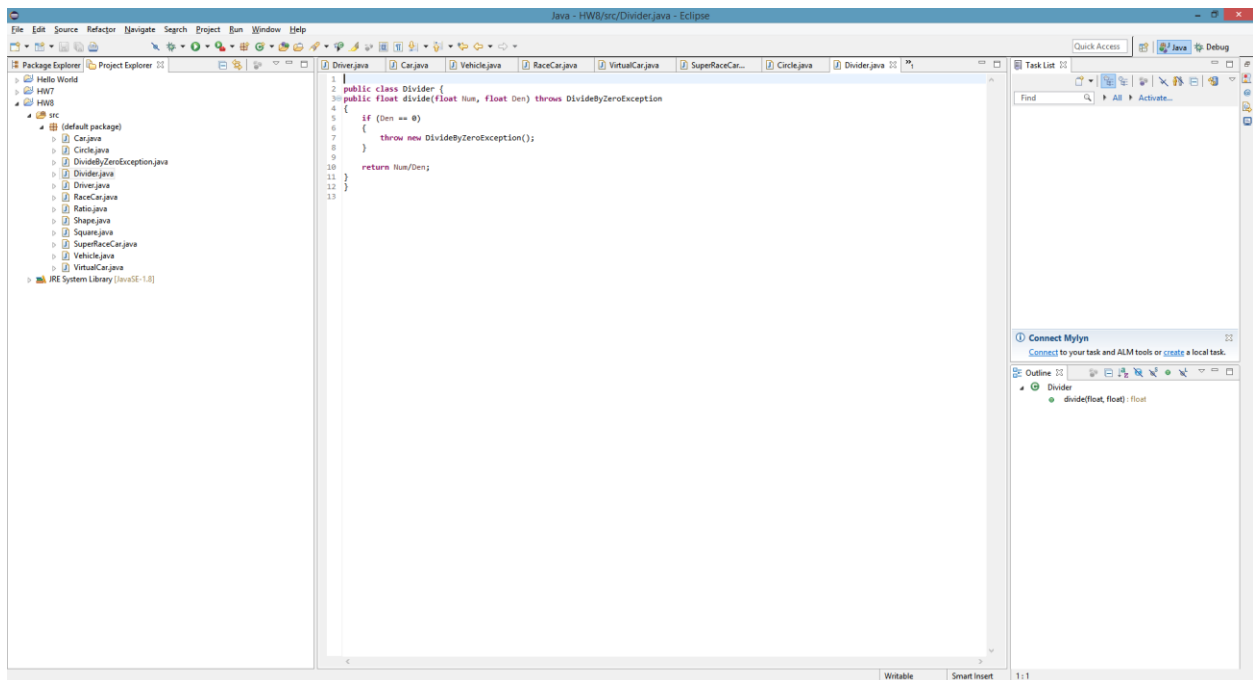 Java - HW8/src/Divider.java - Eclipse
File Edit Source Refactor Navigate Search Project Run Window Help
Quick Access Java Debug
Package Explorer Project Explorer
Hello World
HW7
HW8
src
(default package)
Car.java
Circle.java
DivideByZeroException.java
Divider.java
Driver.java
RaceCar.java
Ratio.java
Shape.java
Square.java
SuperRaceCar.java
Vehicle.java
VirtualCar.java
JRE System Library [JavaSE-1.8]
Driver.java Car.java Vehicle.java RaceCar.java VirtualCar.java SuperRaceCar... Circle.java Divider.java »1
1
2 public class Divider {
3 public float divide(float Num, float Den) throws DivideByZeroException
4 {
5 if (Den == 0)
6 {
7 throw new DivideByZeroException();
8 }
9
10 return Num/Den;
11 }
12 }
13
Task List
Find All Activate...
Connect Mylyn
Connect to your task and ALM tools or create a local task.
Outline
Divider
divide(float, float) : float
Writable Smart Insert 1 : 1